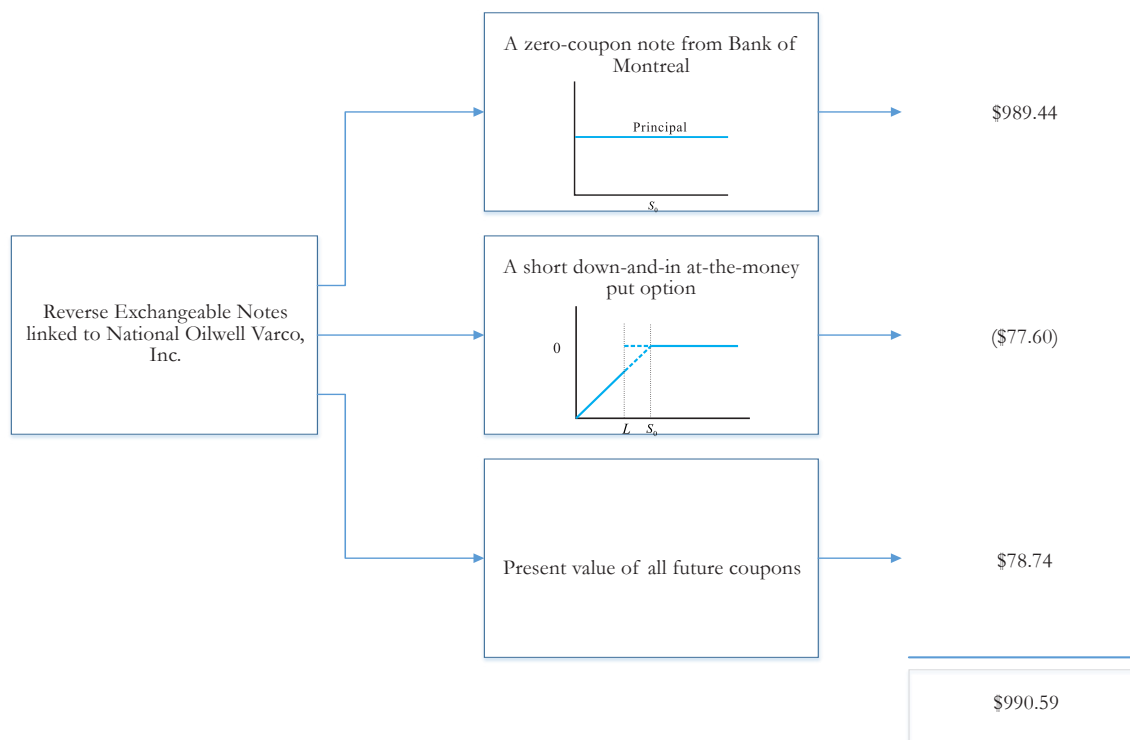 A zero-coupon note from Bank of
Montreal
Principal
S₀
$989.44
Reverse Exchangeable Notes
linked to National Oilwell Varco,
Inc.
A short down-and-in at-the-money
put option
0
L S₀
($77.60)
Present value of all future coupons
$78.74
$990.59